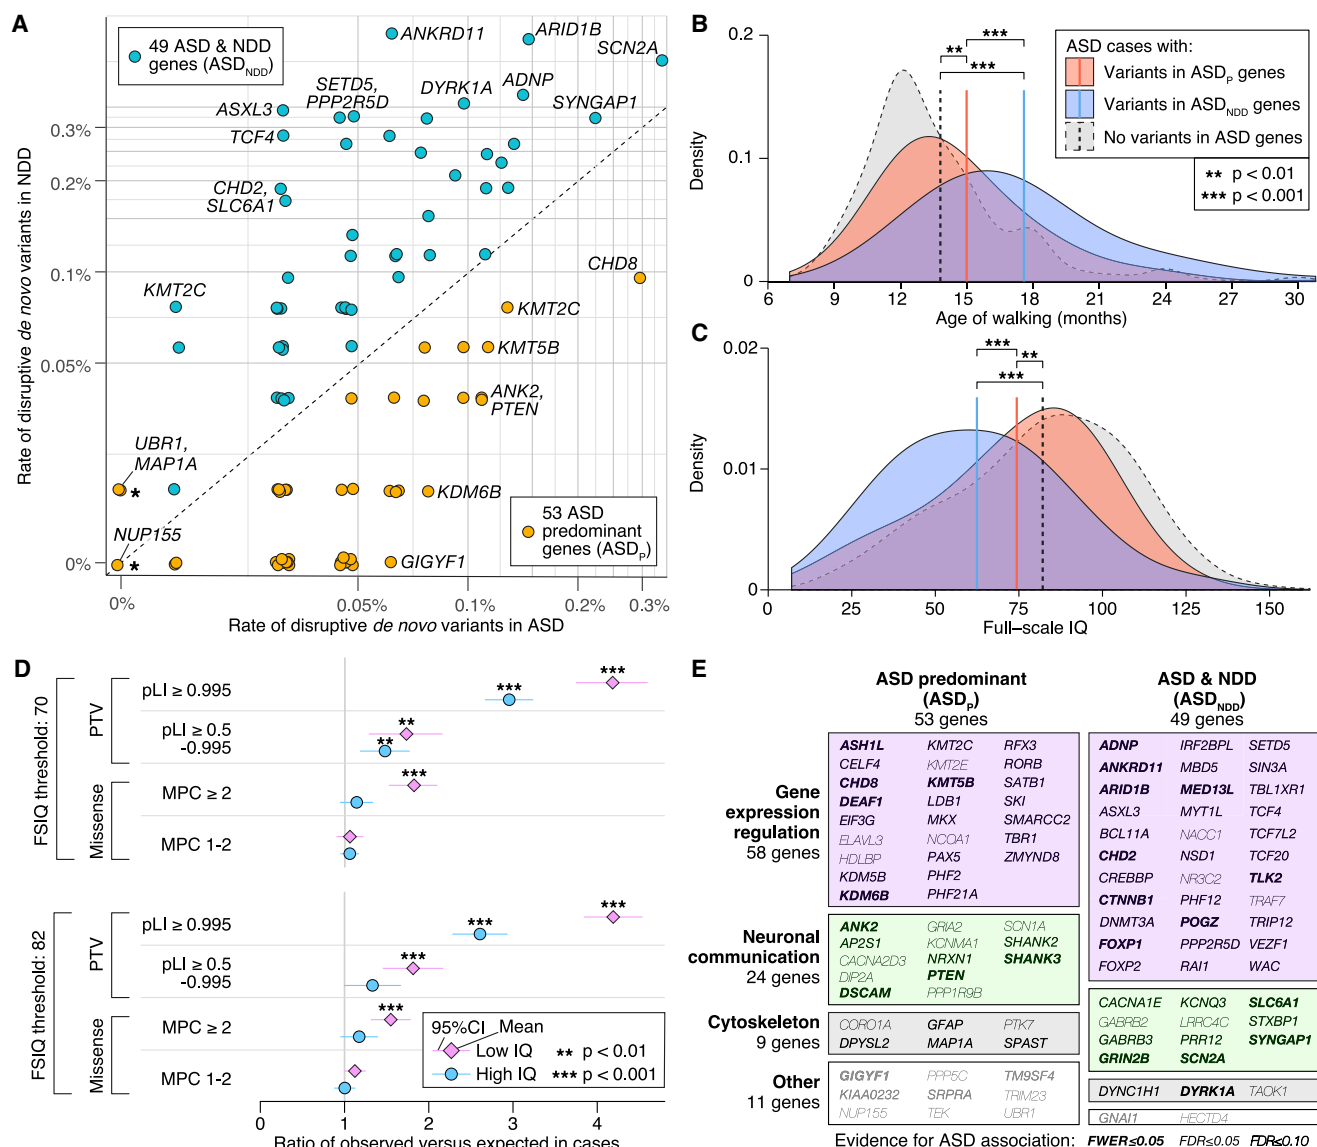 A
49 ASD & NDD
genes (ASDNDD)
ANKRD11
ARID1B
SCN2A
SETD5,
PPP2R5D
DYRK1A
ADNP
SYNGAP1
ASXL3
TCF4
CHD2,
SLC6A1
KMT2C
CHD8
KMT2C
KMT5B
ANK2,
PTEN
UBR1,
MAP1A
*
KDM6B
NUP155
*
GIGYF1
53 ASD
predominant
genes (ASDP)
0.3%
0.2%
0.1%
0.05%
0%
Rate of disruptive de novo variants in NDD
0%
0.05%
0.1%
0.2%
0.3%
Rate of disruptive de novo variants in ASD
B
0.2
0.1
0
Density
**
***
***
ASD cases with:
Variants in ASDP genes
Variants in ASDNDD genes
No variants in ASD genes
** p < 0.01
*** p < 0.001
6 9 12 15 18 21 24 27 30
Age of walking (months)
C
0.02
0.01
0
Density
***
**
***
0 25 50 75 100 125 150
Full–scale IQ
D
FSIQ threshold: 70
PTV
pLI ≥ 0.995
***
***
pLI ≥ 0.5
-0.995
**
**
Missense
MPC ≥ 2
***
MPC 1-2
FSIQ threshold: 82
PTV
pLI ≥ 0.995
***
***
pLI ≥ 0.5
-0.995
***
Missense
MPC ≥ 2
***
MPC 1-2
95%CI Mean
Low IQ ** p < 0.01
High IQ *** p < 0.001
0 1 2 3 4
Ratio of observed versus expected in cases
E
ASD predominant
(ASDP)
53 genes
ASD & NDD
(ASDNDD)
49 genes
Gene
expression
regulation
58 genes
ASH1L KMT2C RFX3
CELF4 KMT2E RORB
CHD8 KMT5B SATB1
DEAF1 LDB1 SKI
EIF3G MKX SMARCC2
ELAVL3 NCOA1 TBR1
HDLBP PAX5 ZMYND8
KDM5B PHF2
KDM6B PHF21A
ADNP IRF2BPL SETD5
ANKRD11 MBD5 SIN3A
ARID1B MED13L TBL1XR1
ASXL3 MYT1L TCF4
BCL11A NACC1 TCF7L2
CHD2 NSD1 TCF20
CREBBP NR3C2 TLK2
CTNNB1 PHF12 TRAF7
DNMT3A POGZ TRIP12
FOXP1 PPP2R5D VEZF1
FOXP2 RAI1 WAC
Neuronal
communication
24 genes
ANK2 GRIA2 SCN1A
AP2S1 KCNMA1 SHANK2
CACNA2D3 NRXN1 SHANK3
DIP2A PTEN
DSCAM PPP1R9B
CACNA1E KCNQ3 SLC6A1
GABRB2 LRRC4C STXBP1
GABRB3 PRR12 SYNGAP1
GRIN2B SCN2A
Cytoskeleton
9 genes
CORO1A GFAP PTK7
DPYSL2 MAP1A SPAST
DYNC1H1 DYRK1A TAOK1
Other
11 genes
GIGYF1 PPP5C TM9SF4
KIAA0232 SRPRA TRIM23
NUP155 TEK UBR1
GNAI1 HECTD4
Evidence for ASD association: FWER≤0.05 FDR≤0.05 FDR≤0.10